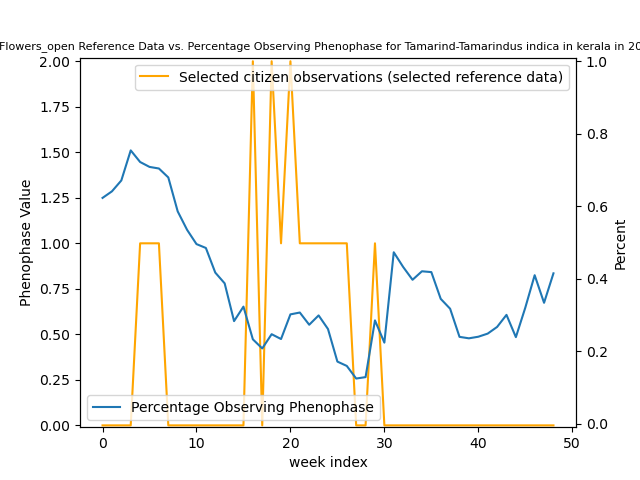 Flowers_open Reference Data vs. Percentage Observing Phenophase for Tamarind-Tamarindus indica in kerala in 20
2.00
1.75
1.50
1.25
1.00
0.75
0.50
0.25
0.00
Phenophase Value
Selected citizen observations (selected reference data)
Percentage Observing Phenophase
1.0
0.8
0.6
0.4
0.2
0.0
Percent
0 10 20 30 40 50
week index